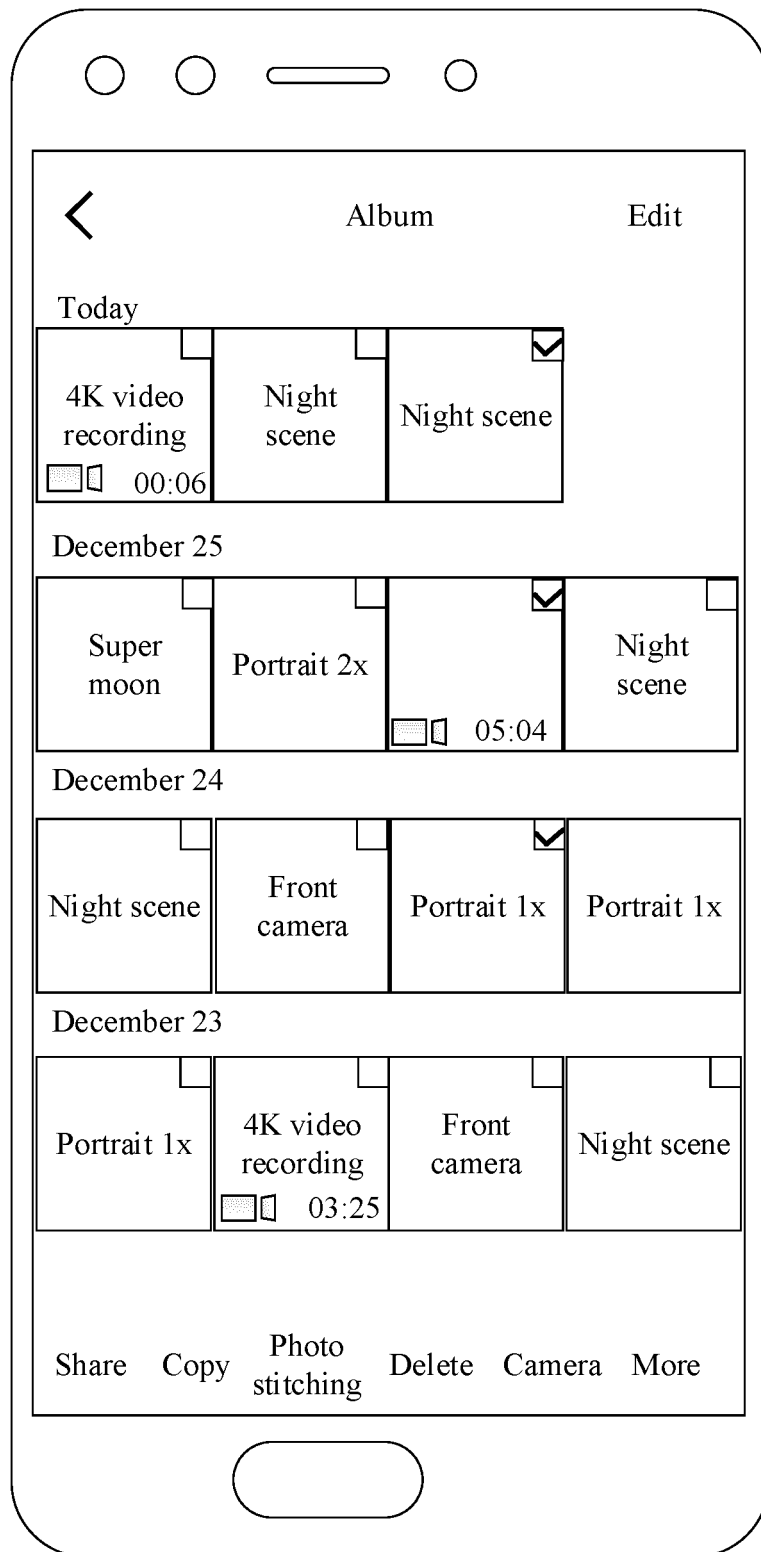 Album Edit
Today
4K video
recording
00:06
Night
scene
Night scene
December 25
Super
moon
Portrait 2x
05:04
Night
scene
December 24
Night scene
Front
camera
Portrait 1x
Portrait 1x
December 23
Portrait 1x
4K video
recording
03:25
Front
camera
Night scene
Share
Copy
Photo
stitching
Delete
Camera
More